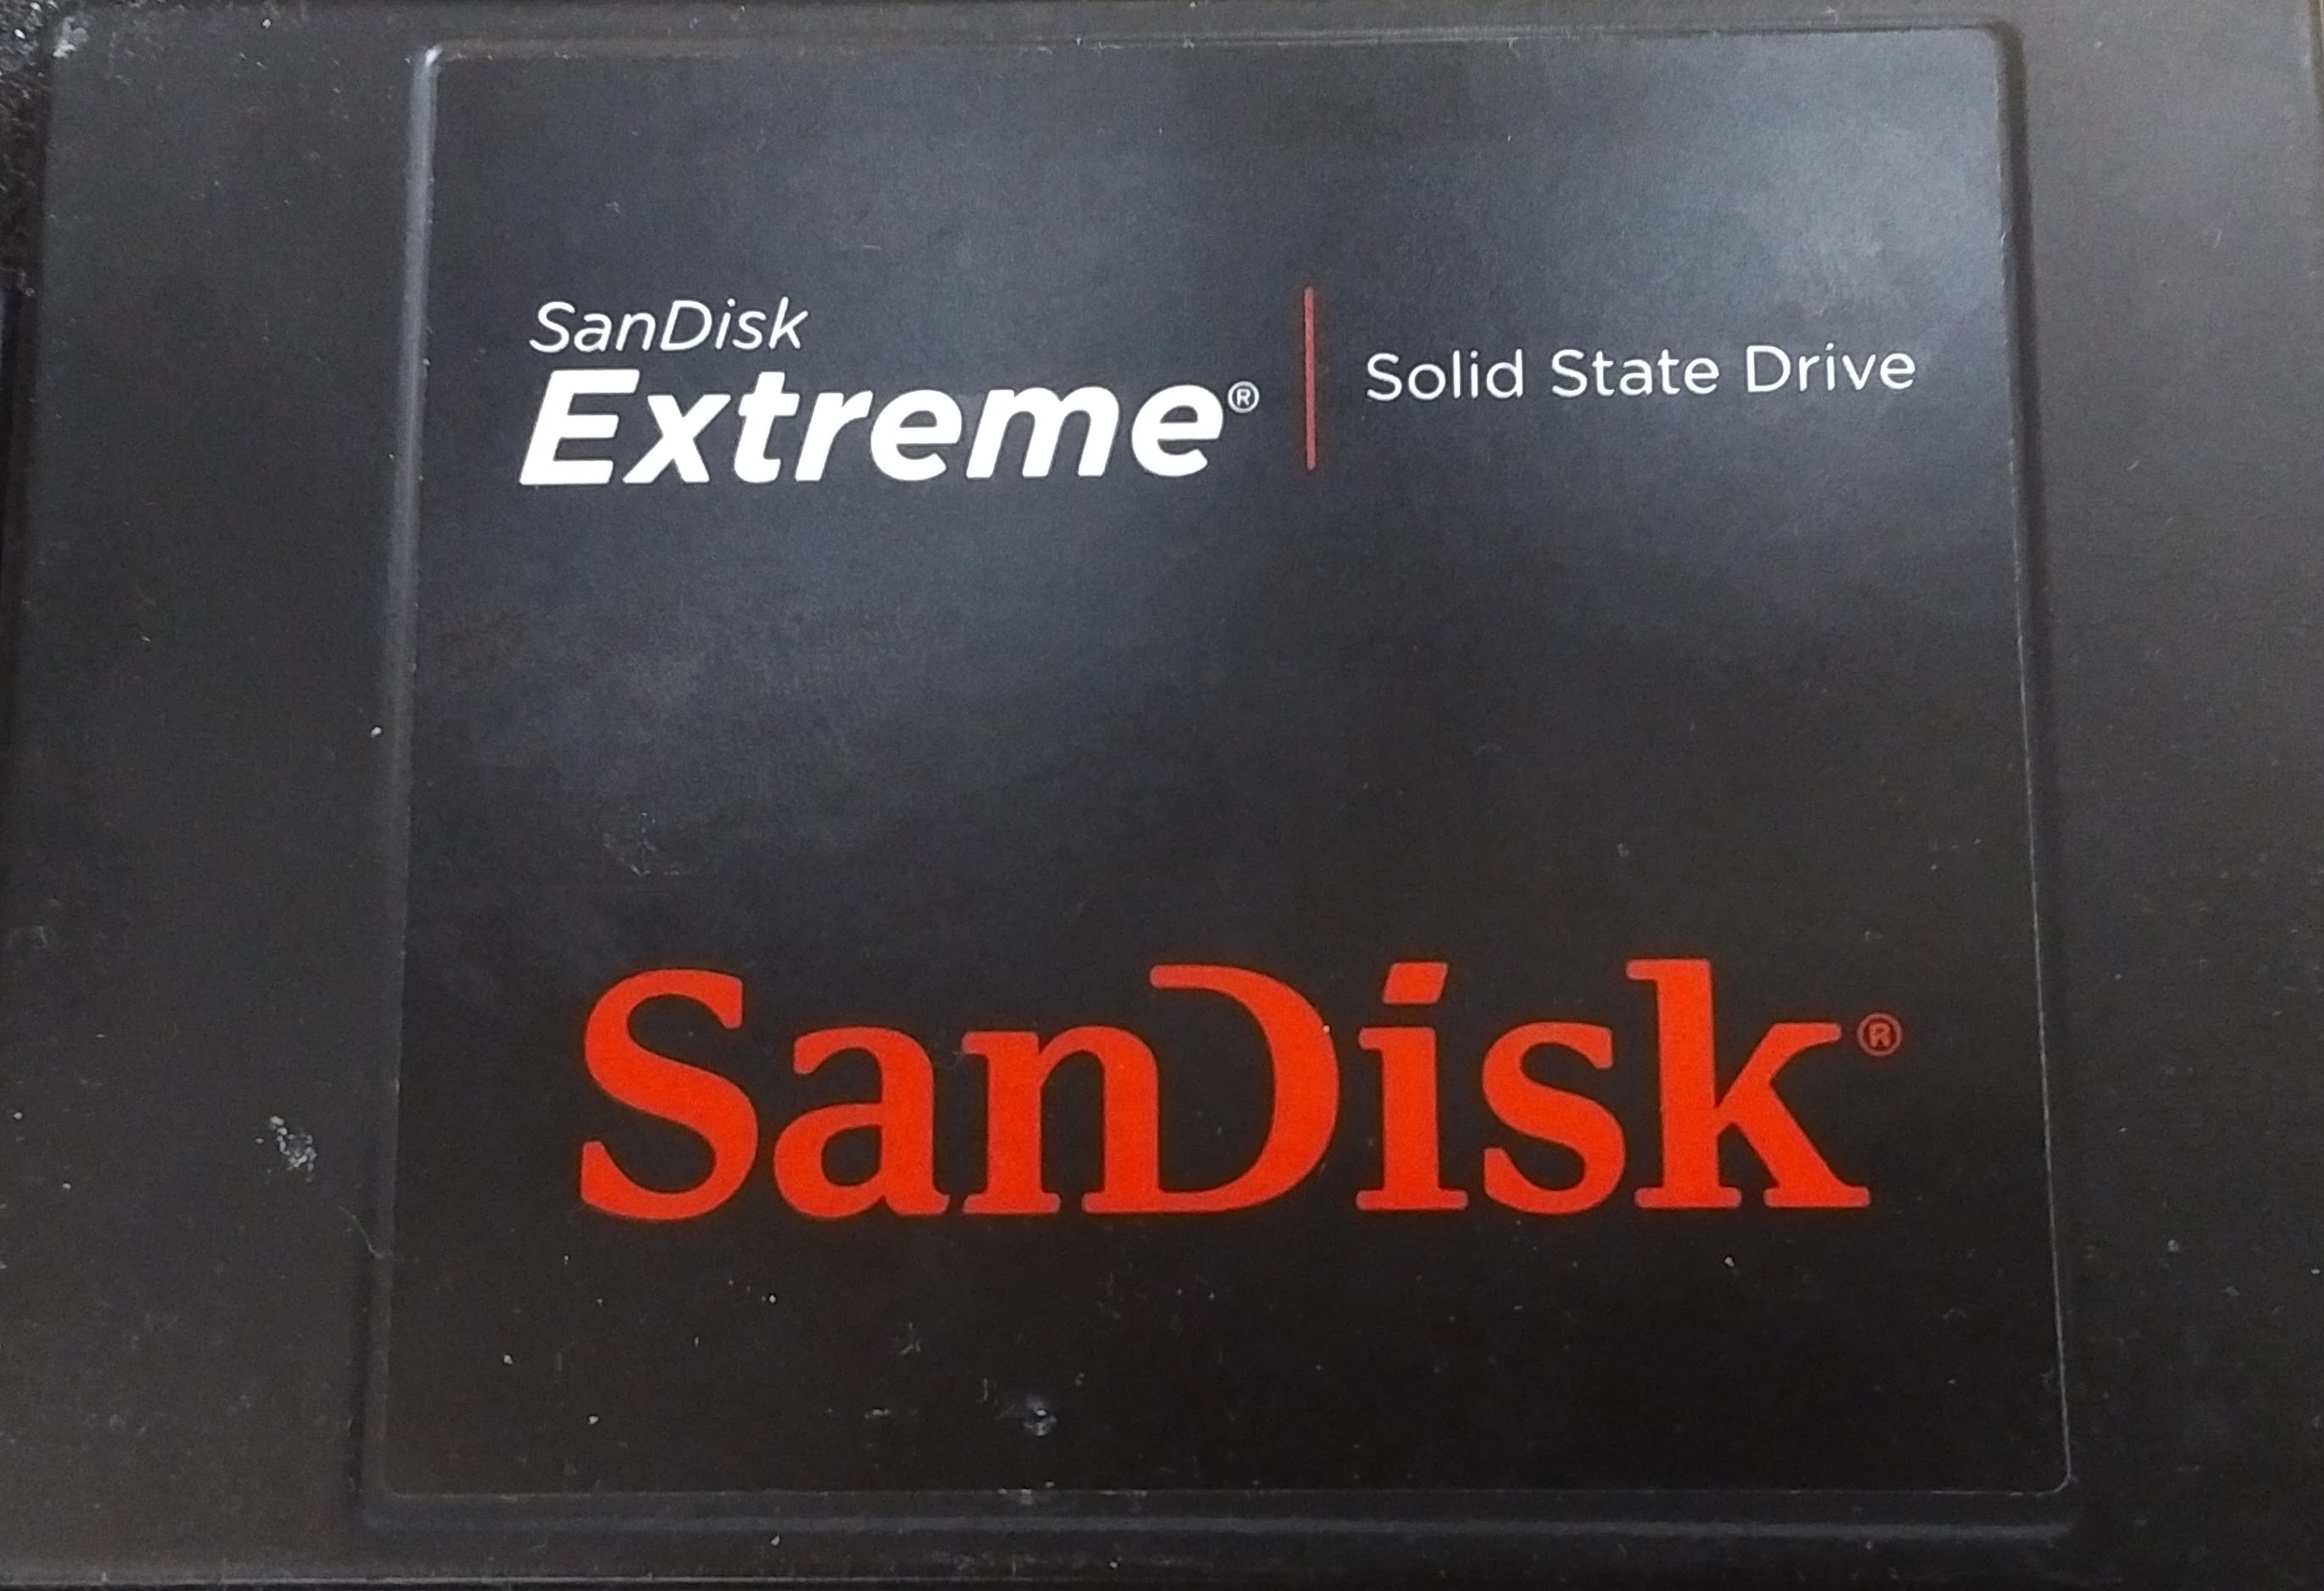 SanDisk
Extreme® | Solid State Drive
SanDisk®